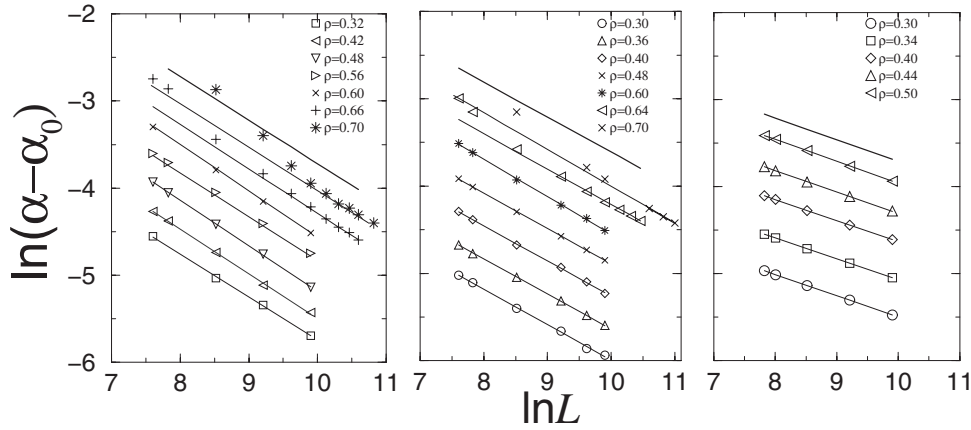 ln(α−α₀)
−2
−3
−4
−5
−6
ρ=0.32
ρ=0.42
ρ=0.48
ρ=0.56
ρ=0.60
ρ=0.66
ρ=0.70
7 8 9 10 11
ρ=0.30
ρ=0.36
ρ=0.40
ρ=0.48
ρ=0.60
ρ=0.64
ρ=0.70
7 8 9 10 11
ρ=0.30
ρ=0.34
ρ=0.40
ρ=0.44
ρ=0.50
7 8 9 10 11
lnL